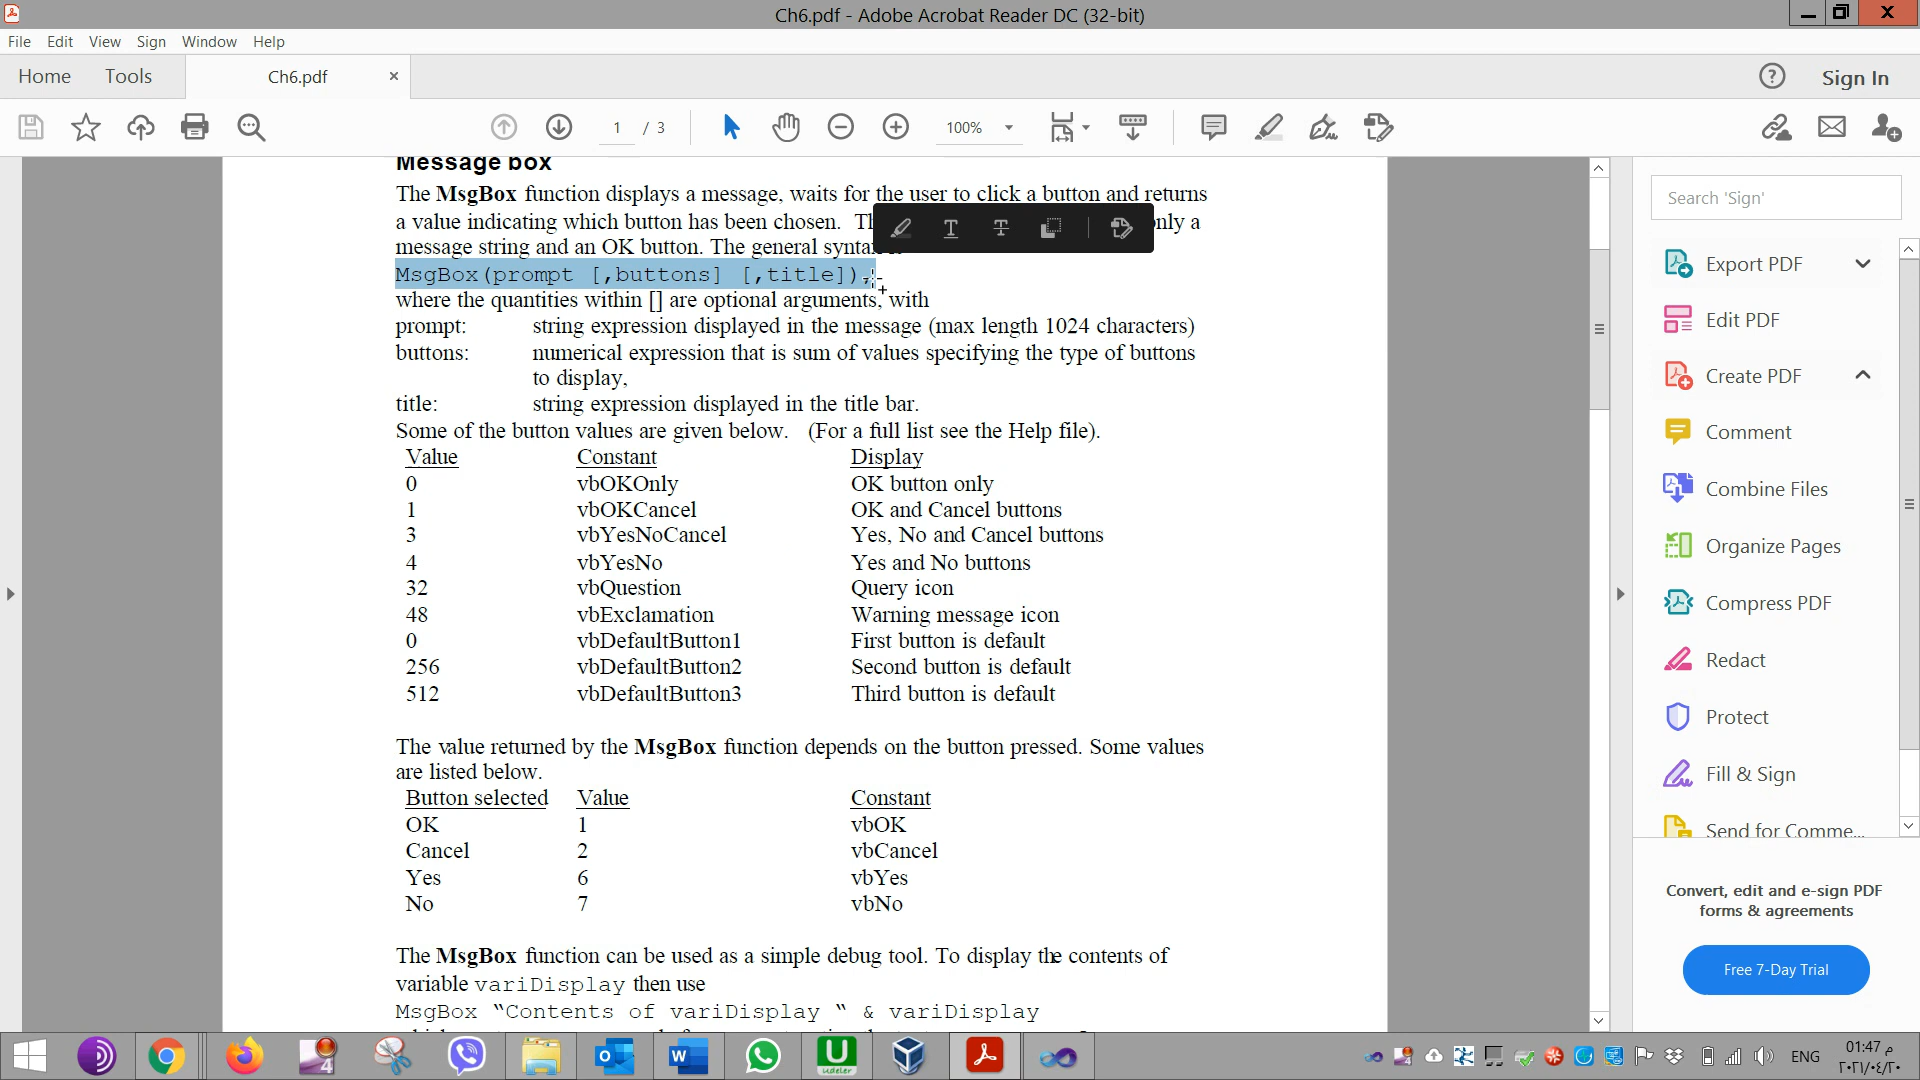 Ch6.pdf - Adobe Acrobat Reader DC (32-bit)
File Edit View Sign Window Help
Home Tools Ch6.pdf × Sign In
1 / 3 100%
Message box
The MsgBox function displays a message, waits for the user to click a button and returns
a value indicating which button has been chosen. nly a
message string and an OK button. The general syntax
MsgBox(prompt [,buttons] [,title]),
where the quantities within [] are optional arguments, with
prompt: string expression displayed in the message (max length 1024 characters)
buttons: numerical expression that is sum of values specifying the type of buttons
to display,
title: string expression displayed in the title bar.
Some of the button values are given below. (For a full list see the Help file).
Value Constant Display
0 vbOKOnly OK button only
1 vbOKCancel OK and Cancel buttons
3 vbYesNoCancel Yes, No and Cancel buttons
4 vbYesNo Yes and No buttons
32 vbQuestion Query icon
48 vbExclamation Warning message icon
0 vbDefaultButton1 First button is default
256 vbDefaultButton2 Second button is default
512 vbDefaultButton3 Third button is default
The value returned by the MsgBox function depends on the button pressed. Some values
are listed below.
Button selected Value Constant
OK 1 vbOK
Cancel 2 vbCancel
Yes 6 vbYes
No 7 vbNo
The MsgBox function can be used as a simple debug tool. To display the contents of
variable variDisplay then use
MsgBox “Contents of variDisplay “ & variDisplay
Search 'Sign'
Export PDF
Edit PDF
Create PDF
Comment
Combine Files
Organize Pages
Compress PDF
Redact
Protect
Fill & Sign
Send for Comme...
Convert, edit and e-sign PDF
forms & agreements
Free 7-Day Trial
ENG
01:47 م
٢٠٢١/٠٤/٢٠